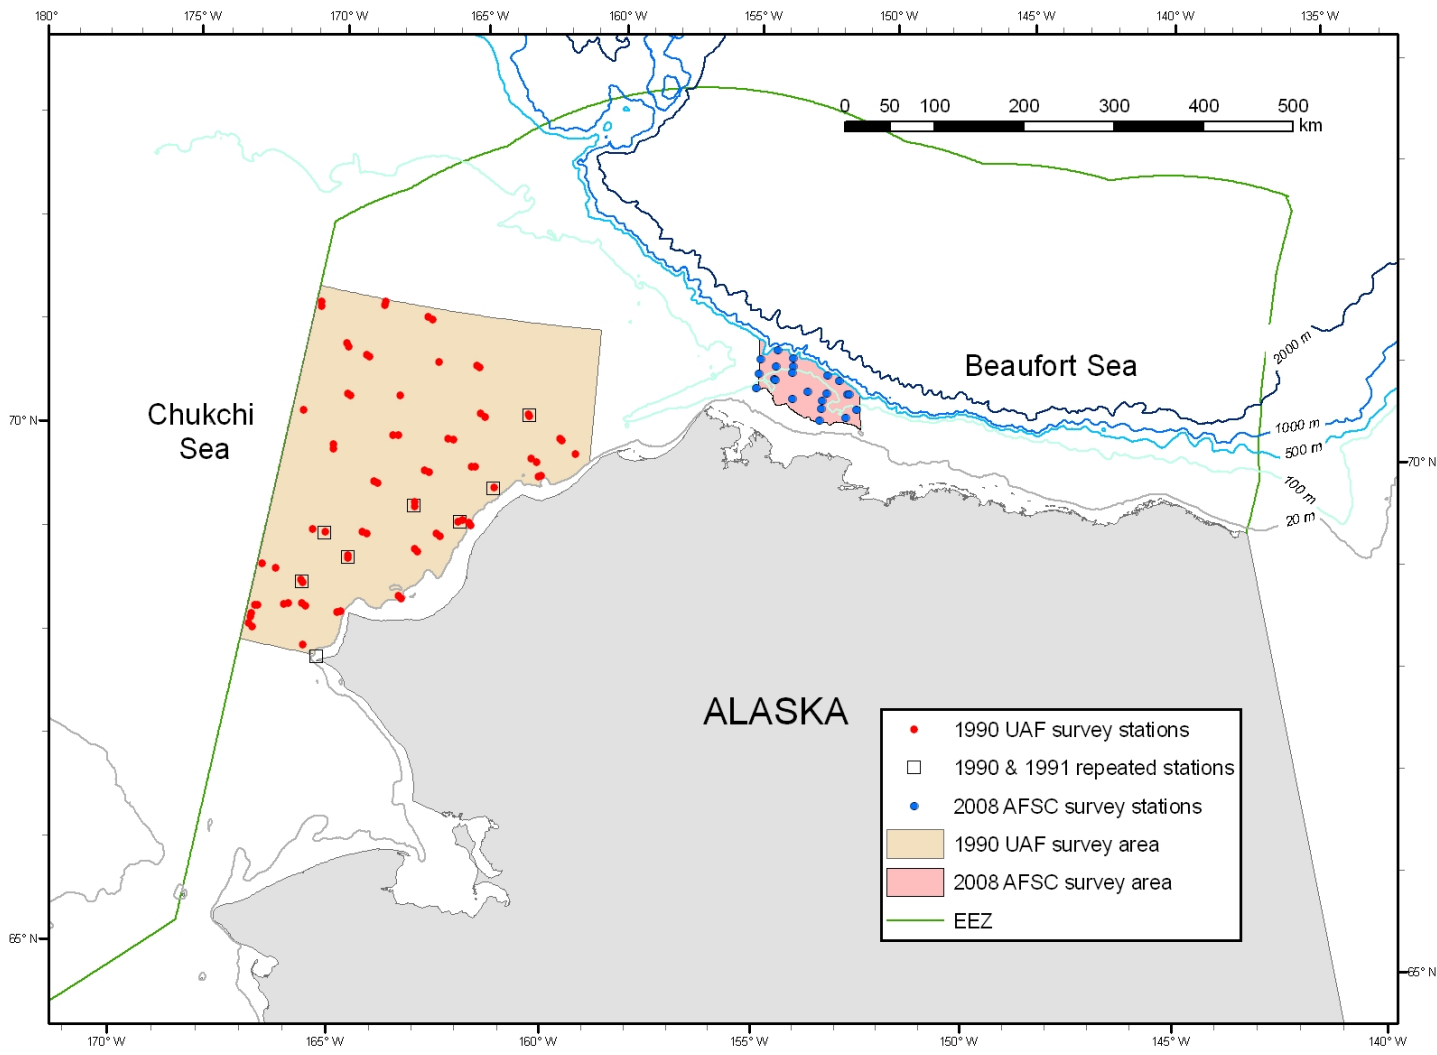 180°
175° W
170° W
165° W
160° W
155° W
150° W
145° W
140° W
135° W
0 50 100 200 300 400 500
km
2000 m
Beaufort Sea
Chukchi
Sea
70° N
1000 m
500 m
70° N
100 m
20 m
ALASKA
1990 UAF survey stations
1990 & 1991 repeated stations
2008 AFSC survey stations
1990 UAF survey area
2008 AFSC survey area
EEZ
65° N
65° N
170° W
165° W
160° W
155° W
150° W
145° W
140° W